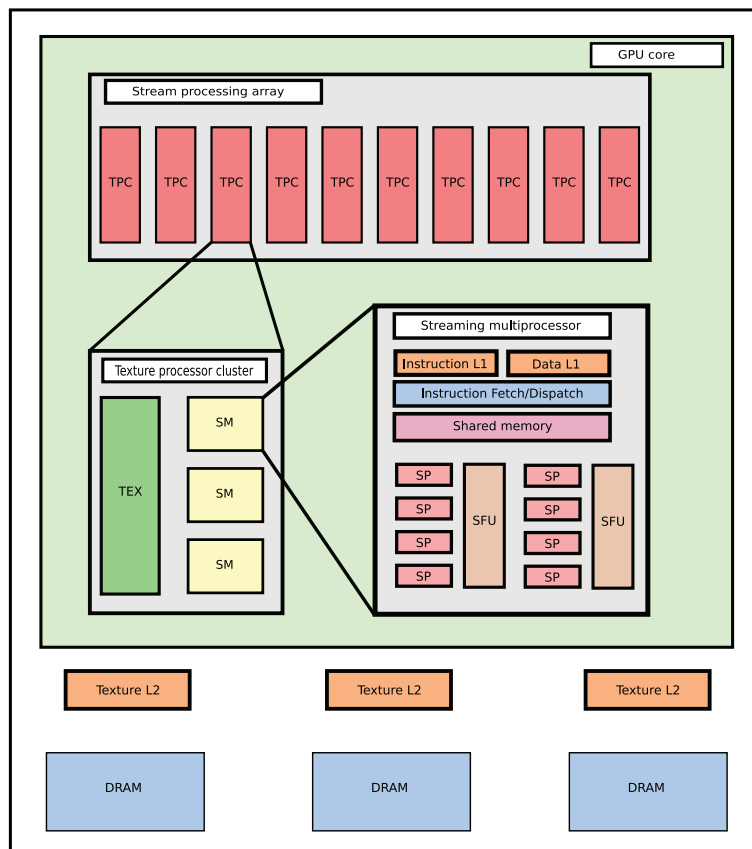 GPU core
Stream processing array
TPC TPC TPC TPC TPC TPC TPC TPC TPC TPC
Texture processor cluster
TEX
SM
SM
SM
Streaming multiprocessor
Instruction L1 Data L1
Instruction Fetch/Dispatch
Shared memory
SP
SP
SP
SP
SFU
SP
SP
SP
SP
SFU
Texture L2 Texture L2 Texture L2
DRAM DRAM DRAM